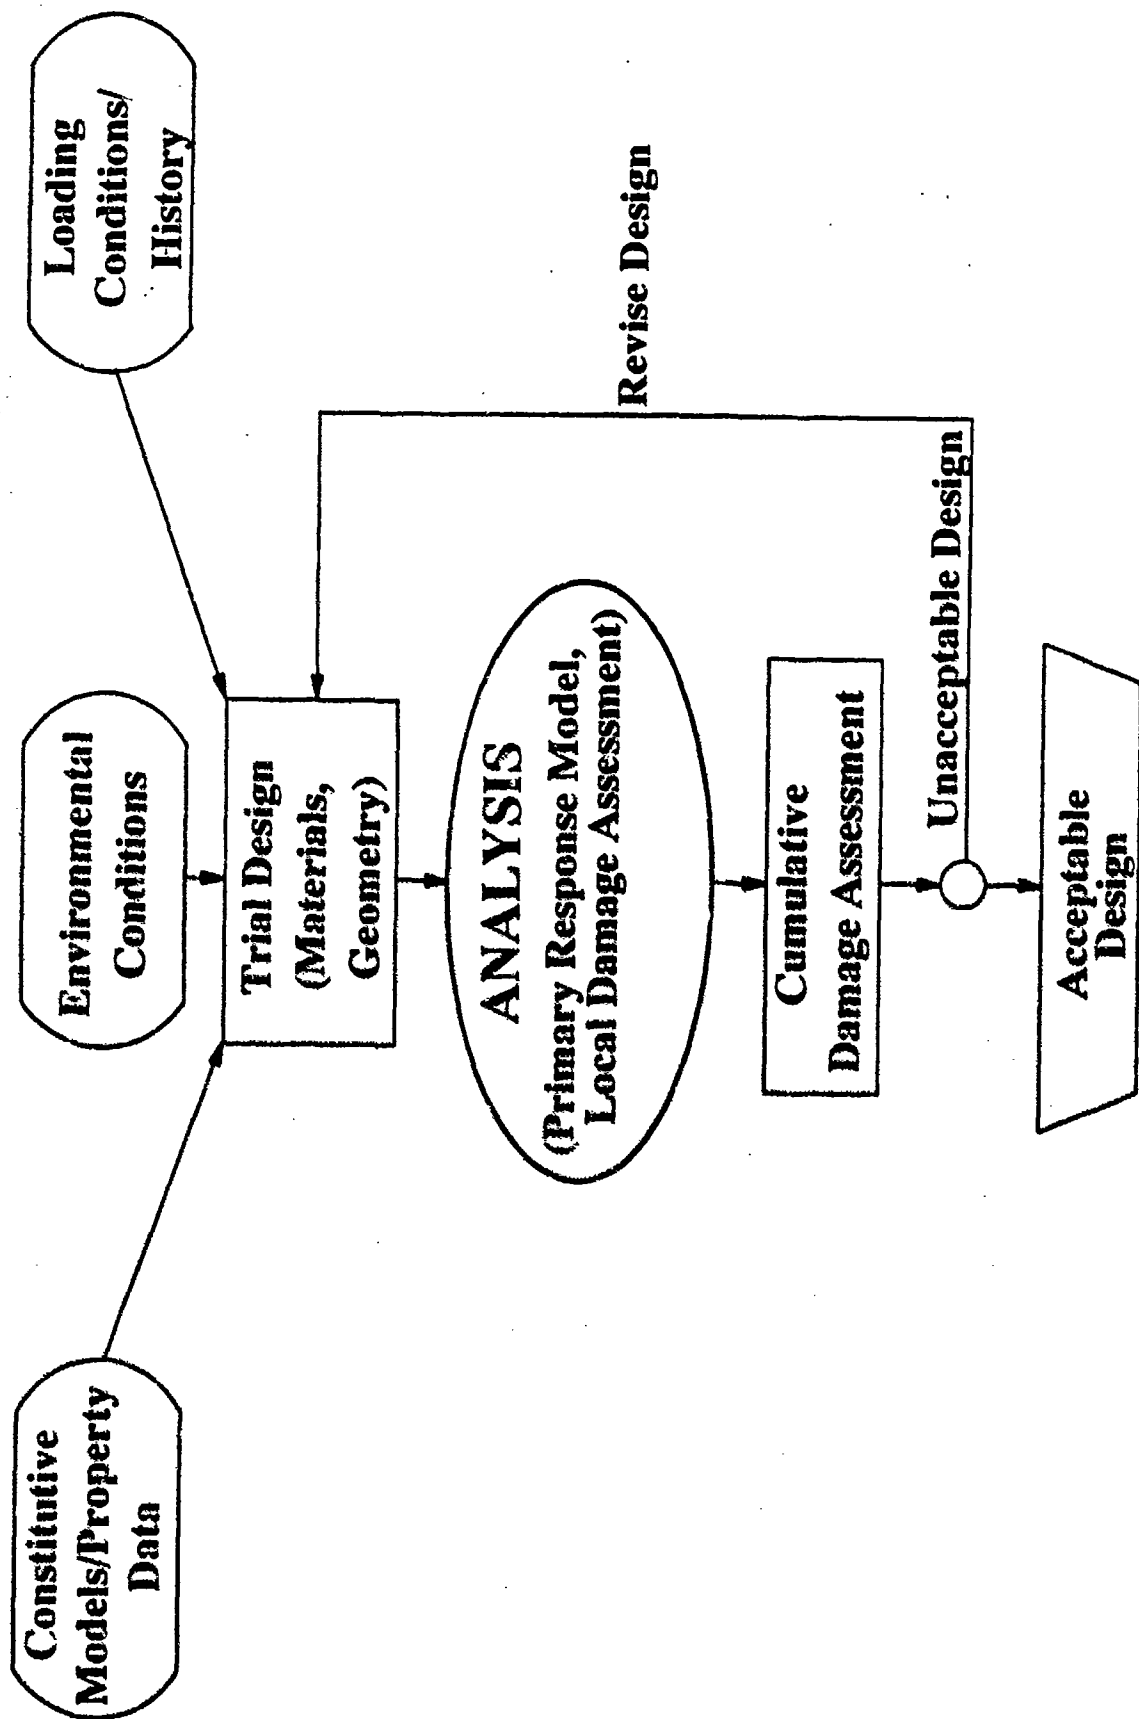 Constitutive
Models/Property
Data
Environmental
Conditions
Loading
Conditions/
History
Trial Design
(Materials,
Geometry)
ANALYSIS
(Primary Response Model,
Local Damage Assessment)
Revise Design
Cumulative
Damage Assessment
Unacceptable Design
Acceptable
Design